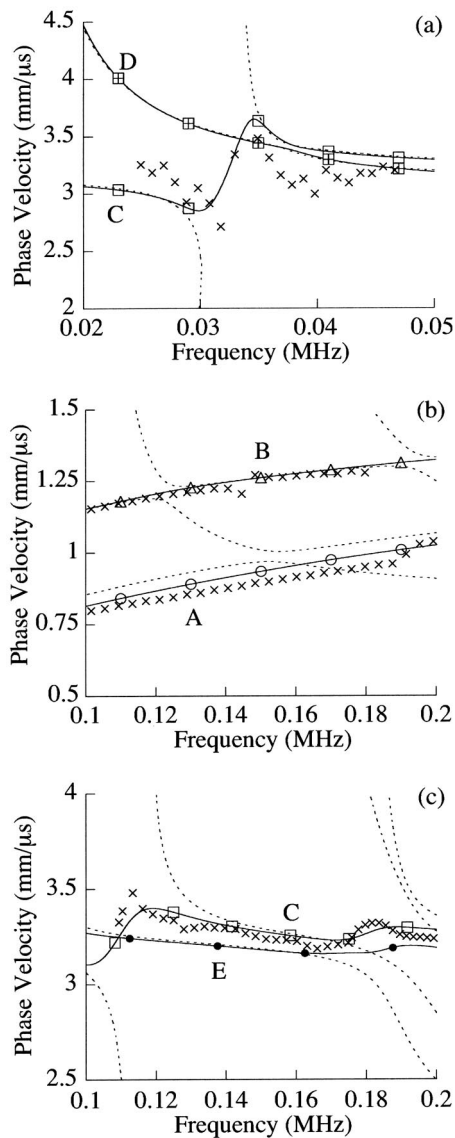 (a)
4.5
4
3.5
3
2.5
2
Phase Velocity (mm/μs)
D
C
0.02 0.03 0.04 0.05
Frequency (MHz)
(b)
1.5
1.25
1
0.75
0.5
Phase Velocity (mm/μs)
B
A
0.1 0.12 0.14 0.16 0.18 0.2
Frequency (MHz)
(c)
4
3.5
3
2.5
Phase Velocity (mm/μs)
C
E
0.1 0.12 0.14 0.16 0.18 0.2
Frequency (MHz)